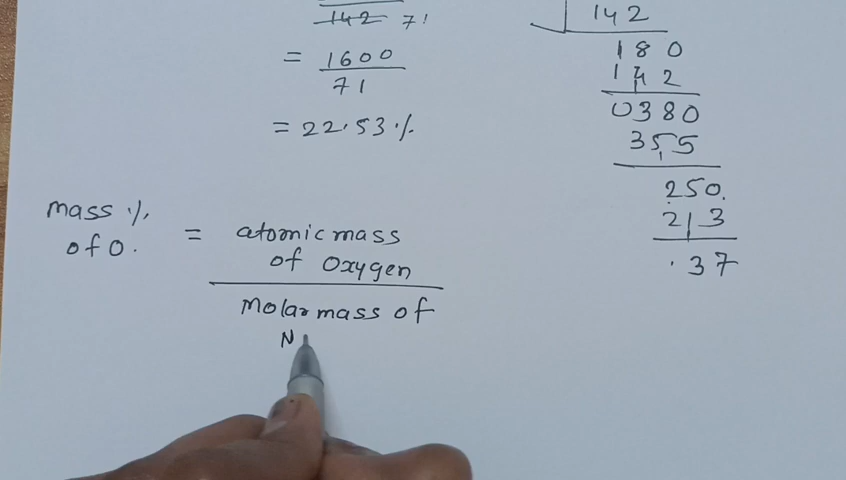 142 71
= 1600
71
= 22.53%
mass %
of O.
= atomic mass
of Oxygen
Molar mass of
N
142
180
142
0380
355
250.
213
.37